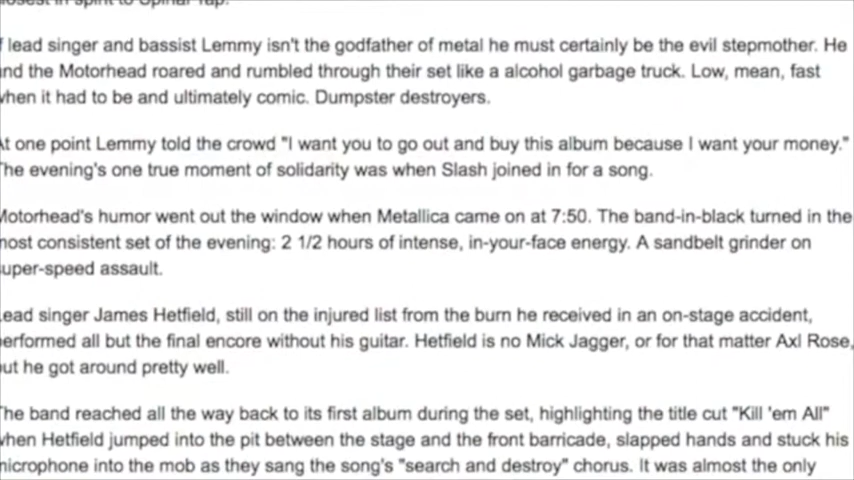 closest in spirit to Spinal Tap.
f lead singer and bassist Lemmy isn't the godfather of metal he must certainly be the evil stepmother. He
nd the Motorhead roared and rumbled through their set like a alcohol garbage truck. Low, mean, fast
when it had to be and ultimately comic. Dumpster destroyers.
At one point Lemmy told the crowd "I want you to go out and buy this album because I want your money."
The evening's one true moment of solidarity was when Slash joined in for a song.
Motorhead's humor went out the window when Metallica came on at 7:50. The band-in-black turned in the
most consistent set of the evening: 2 1/2 hours of intense, in-your-face energy. A sandbelt grinder on
super-speed assault.
Lead singer James Hetfield, still on the injured list from the burn he received in an on-stage accident,
performed all but the final encore without his guitar. Hetfield is no Mick Jagger, or for that matter Axl Rose,
but he got around pretty well.
The band reached all the way back to its first album during the set, highlighting the title cut "Kill 'em All"
when Hetfield jumped into the pit between the stage and the front barricade, slapped hands and stuck his
microphone into the mob as they sang the song's "search and destroy" chorus. It was almost the only